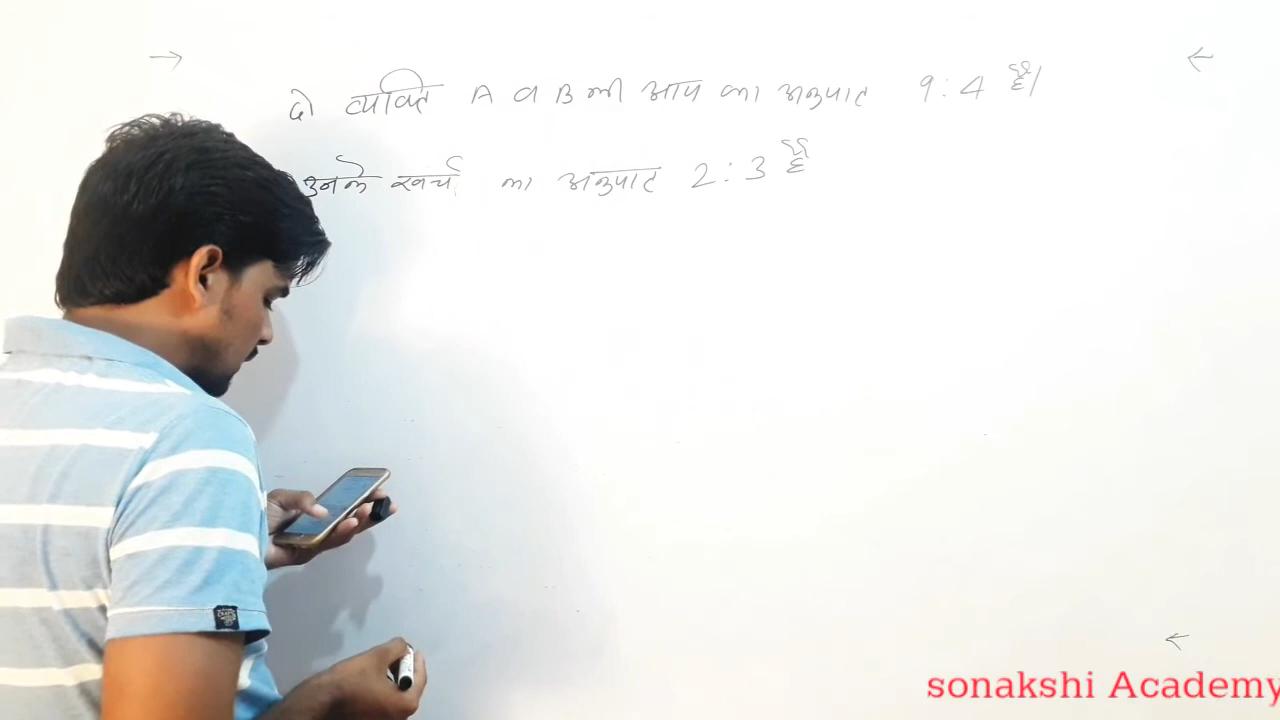 → ←
दो व्यक्ति A व B की आय का अनुपात 9 : 4 है।
उनके खर्च का अनुपात 2 : 3 है
←
sonakshi Academy